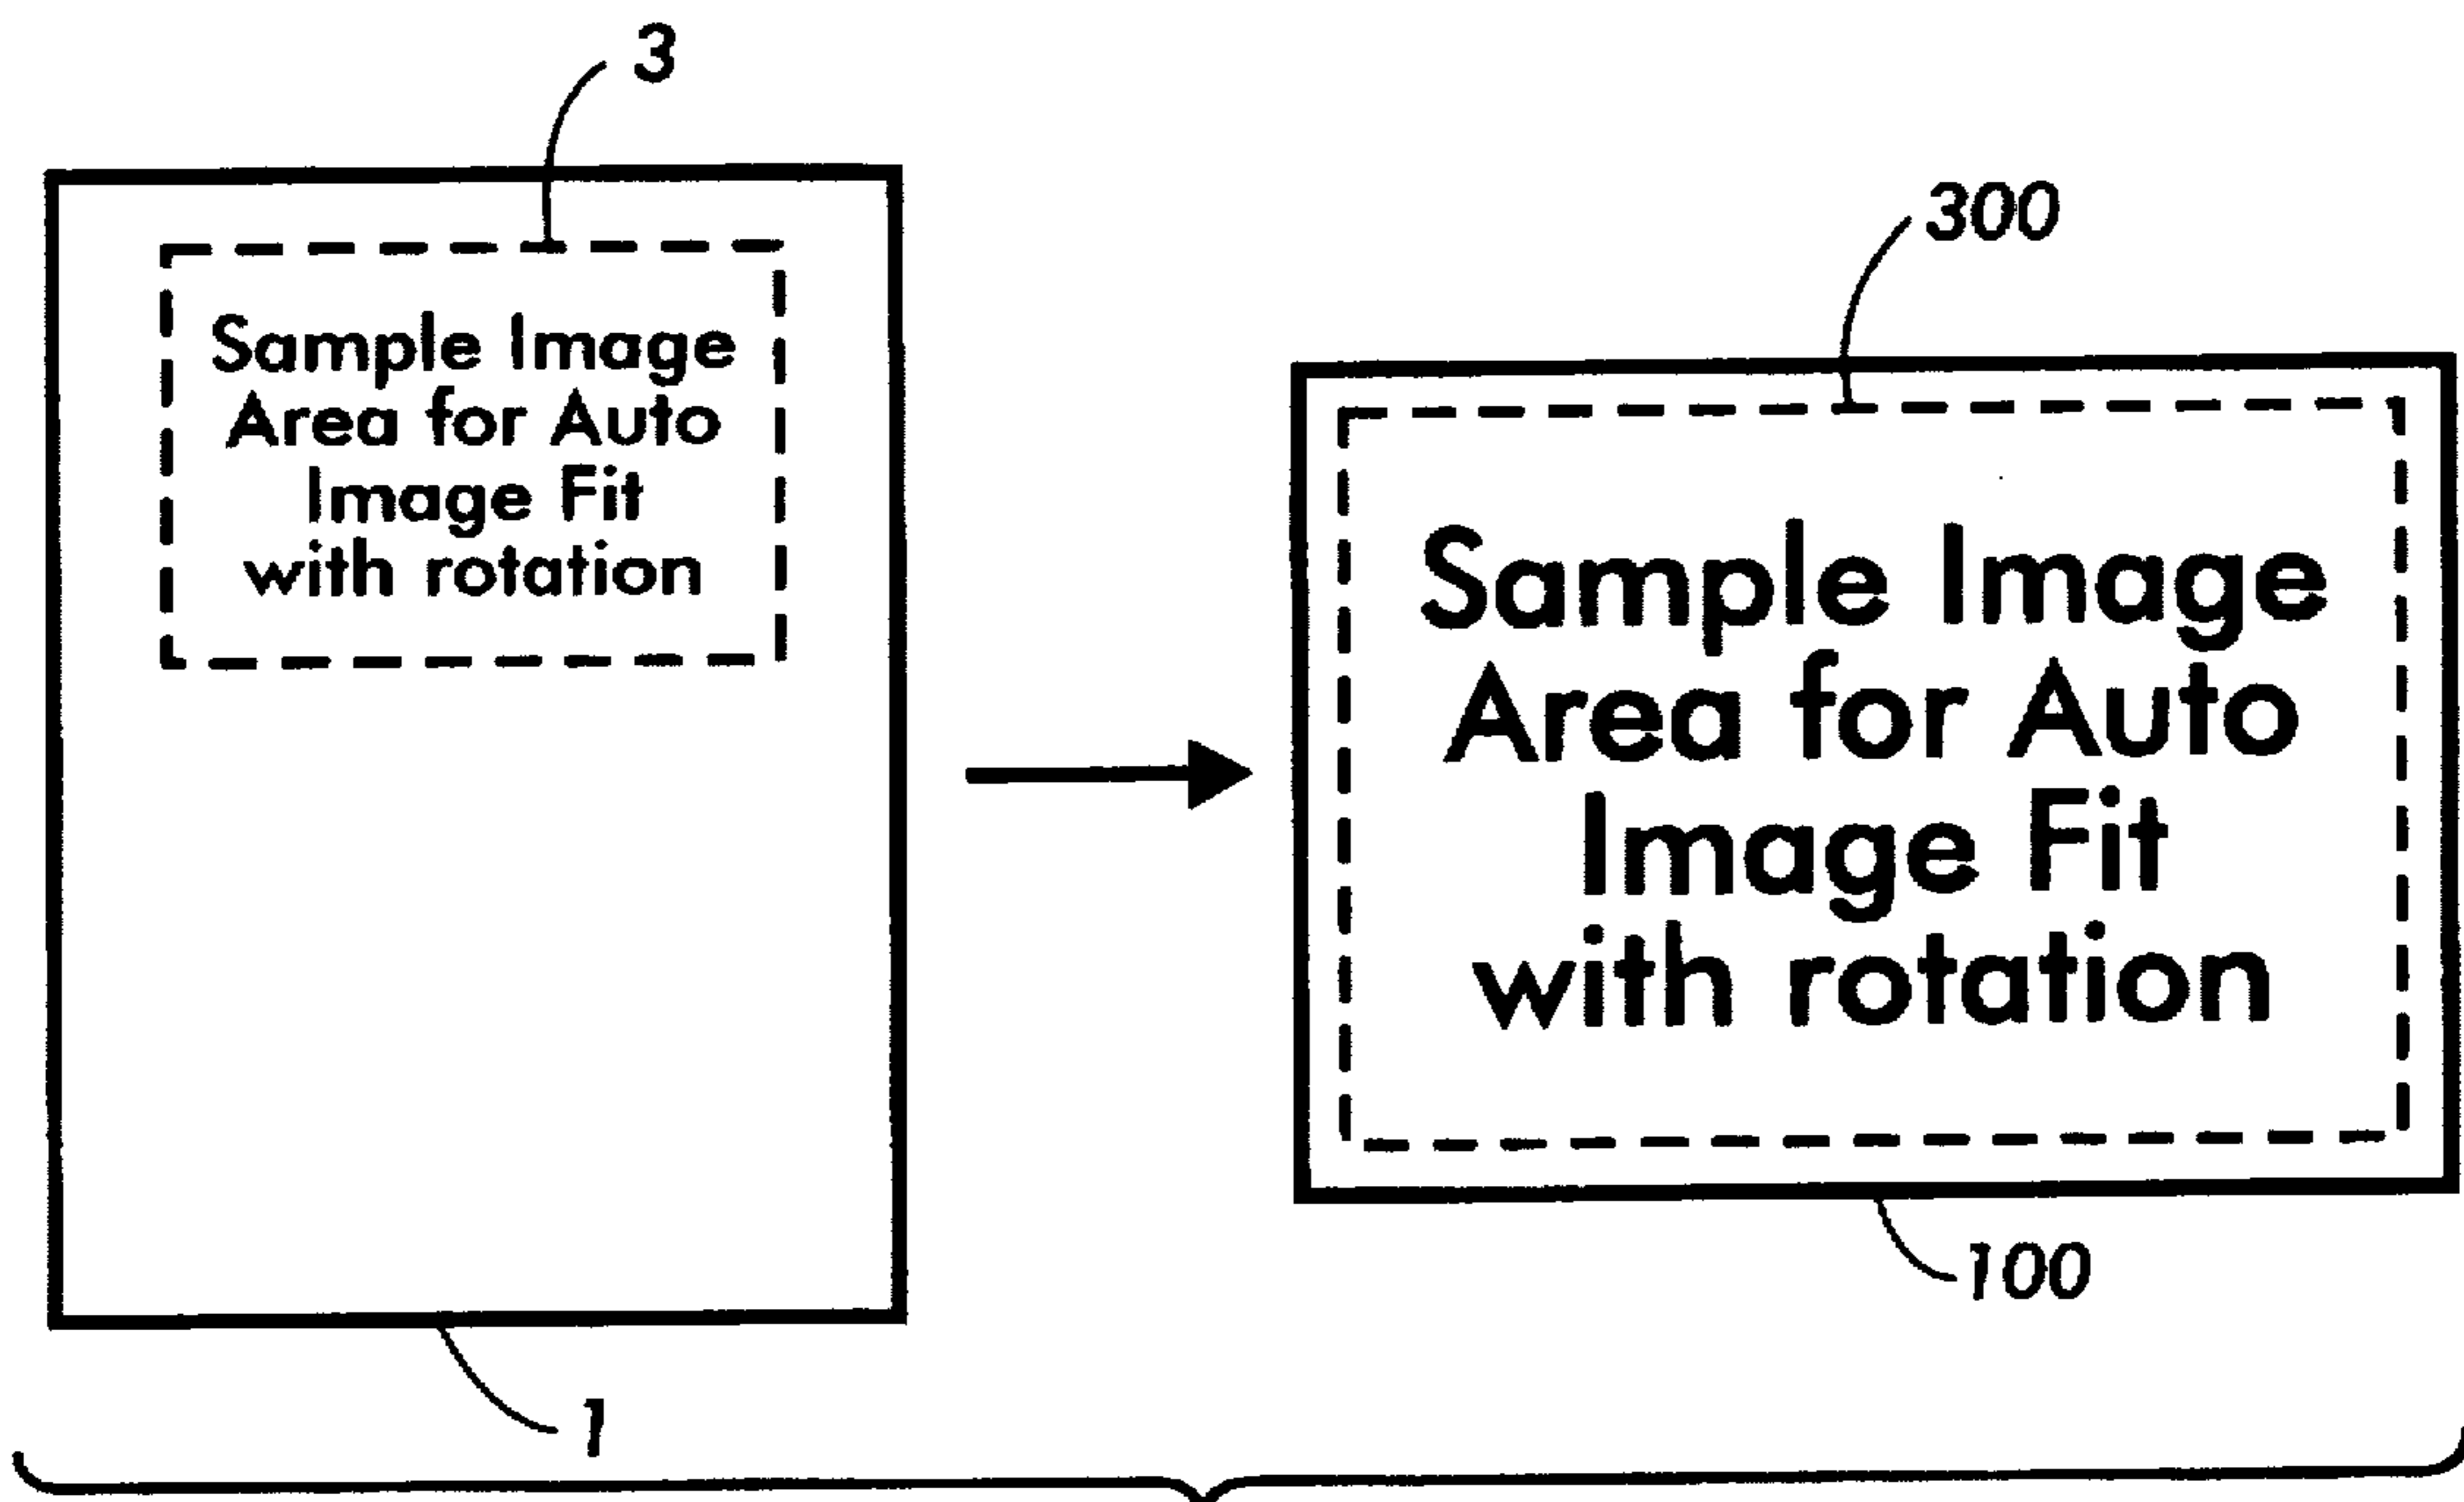 3
Sample Image
Area for Auto
Image Fit
with rotation
1
300
Sample Image
Area for Auto
Image Fit
with rotation
100